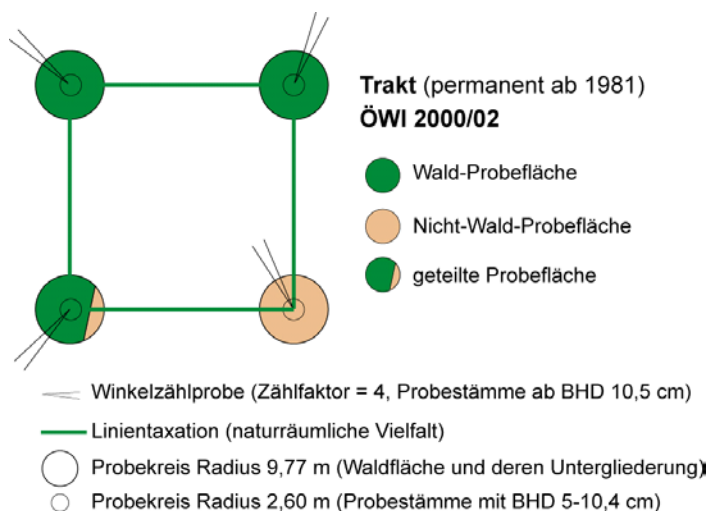 Trakt (permanent ab 1981)
ÖWI 2000/02
Wald-Probefläche
Nicht-Wald-Probefläche
geteilte Probefläche
Winkelzählprobe (Zählfaktor = 4, Probestämme ab BHD 10,5 cm)
Linientaxation (naturräumliche Vielfalt)
Probekreis Radius 9,77 m (Waldfläche und deren Untergliederung)
Probekreis Radius 2,60 m (Probestämme mit BHD 5-10,4 cm)